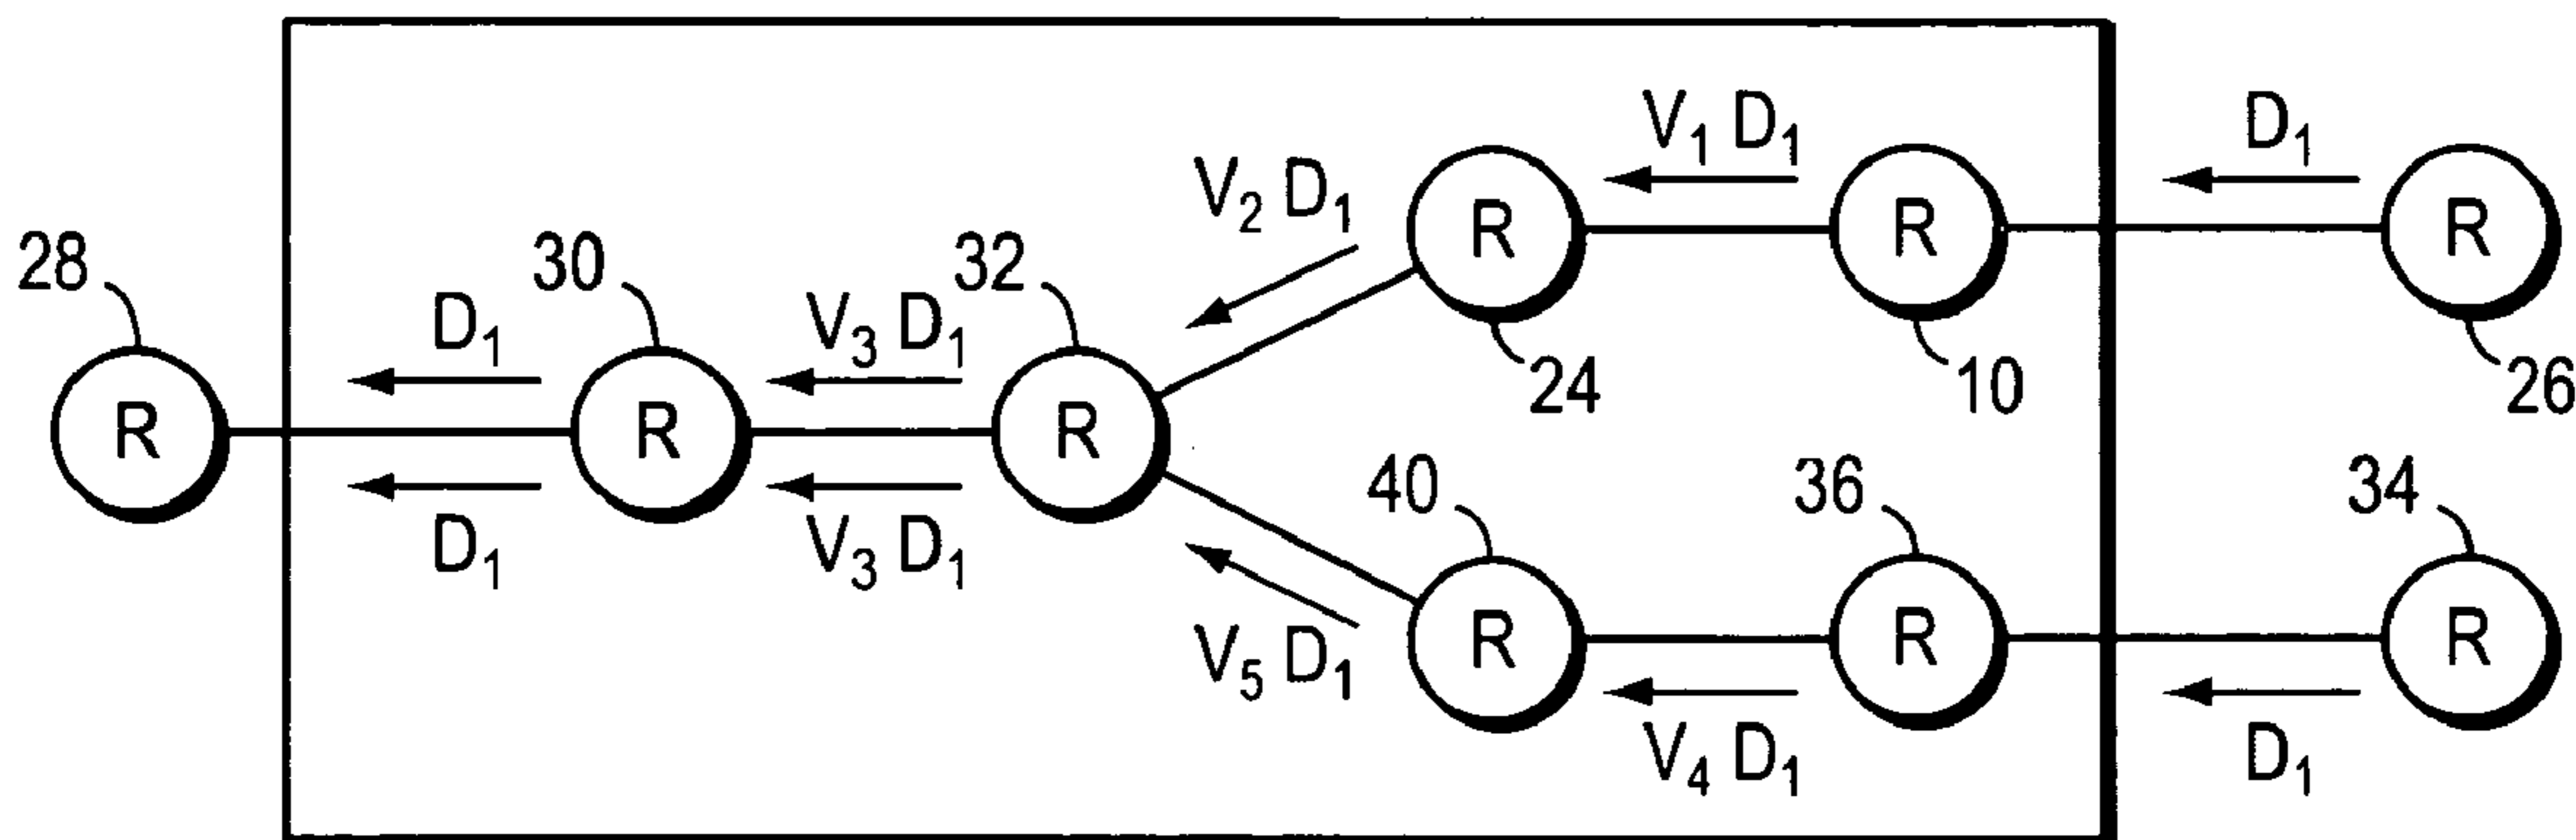 V₁ D₁
D₁
V₂ D₁
R
R
R
28
30
32
D₁
V₃ D₁
24
10
26
R
R
R
D₁
V₃ D₁
40
36
34
V₅ D₁
R
R
R
V₄ D₁
D₁